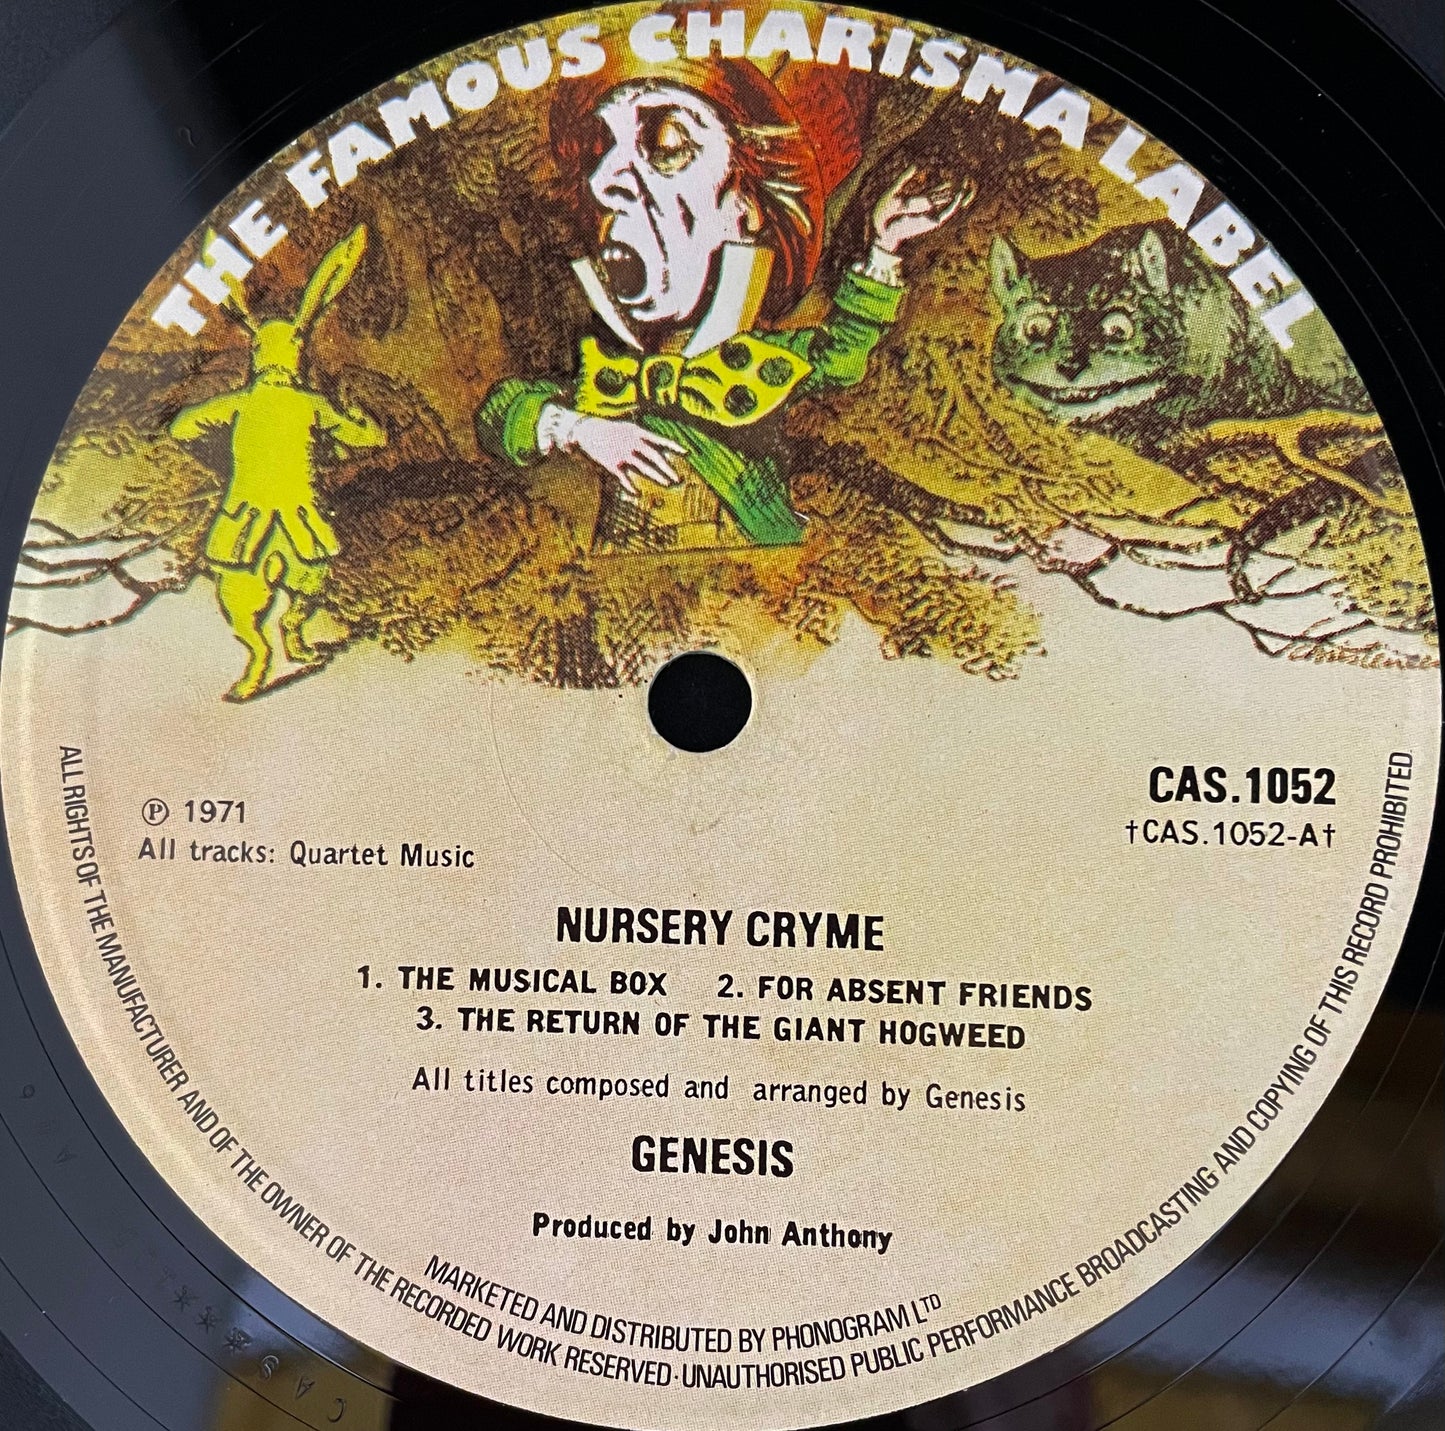 THE FAMOUS CHARISMA LABEL
Ⓟ 1971
All tracks: Quartet Music
CAS.1052
†CAS.1052-A†
NURSERY CRYME
1. THE MUSICAL BOX 2. FOR ABSENT FRIENDS
3. THE RETURN OF THE GIANT HOGWEED
All titles composed and arranged by Genesis
GENESIS
Produced by John Anthony
MARKETED AND DISTRIBUTED BY PHONOGRAM LTD
ALL RIGHTS OF THE MANUFACTURER AND OF THE OWNER OF THE RECORDED WORK RESERVED · UNAUTHORISED PUBLIC PERFORMANCE BROADCASTING AND COPYING OF THIS RECORD PROHIBITED.